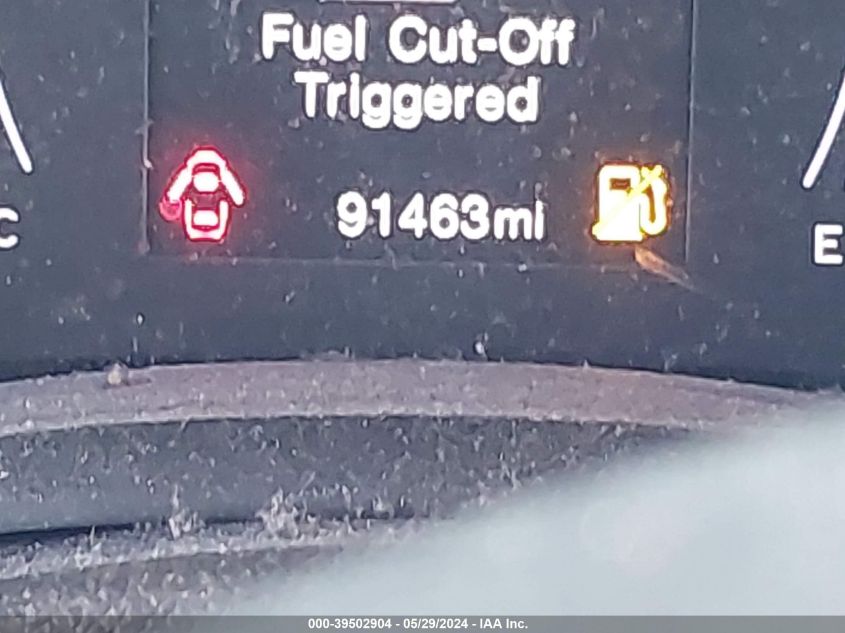 Fuel Cut-Off
Triggered
91463mi
C
E
000-39502904 - 05/29/2024 - IAA Inc.